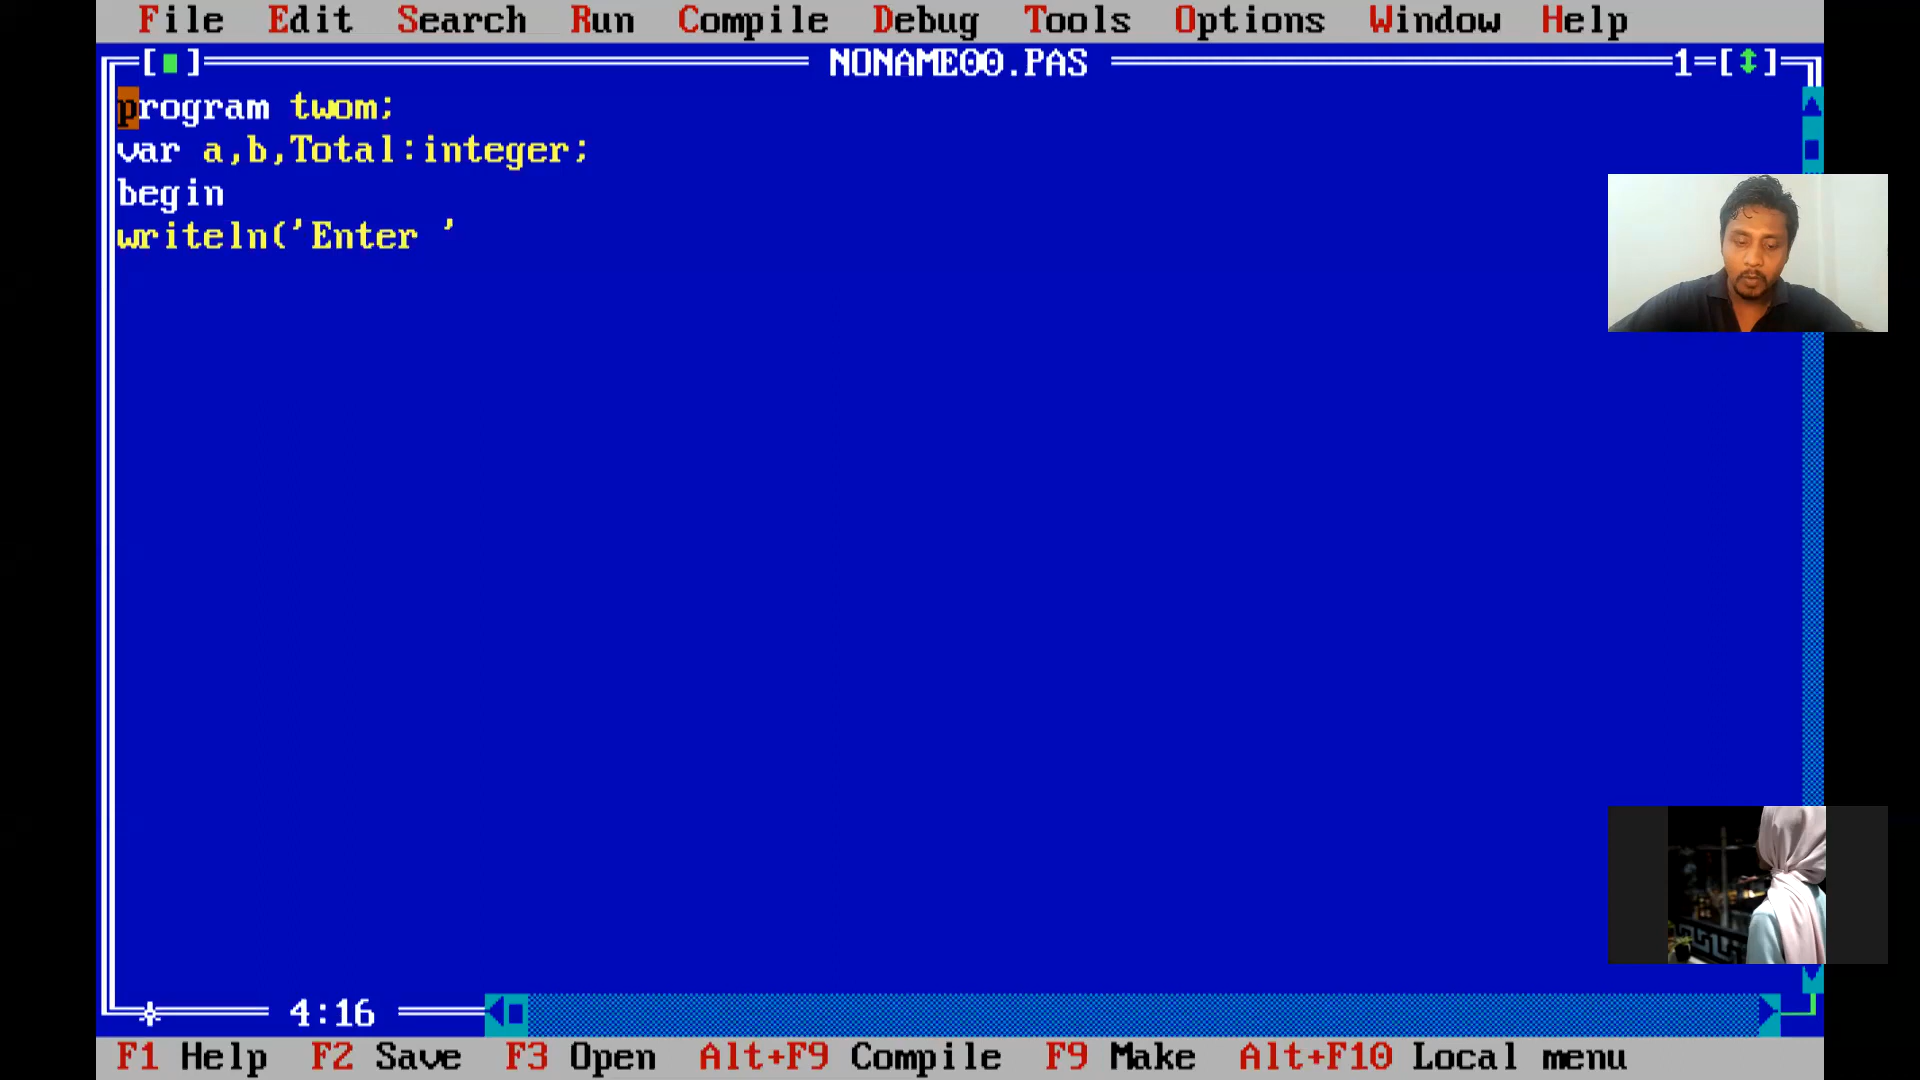 File Edit Search Run Compile Debug Tools Options Window Help
[■] NONAME00.PAS 1=[↕]
program twom;
var a,b,Total:integer;
begin
writeln('Enter '
4:16
F1 Help F2 Save F3 Open Alt+F9 Compile F9 Make Alt+F10 Local menu